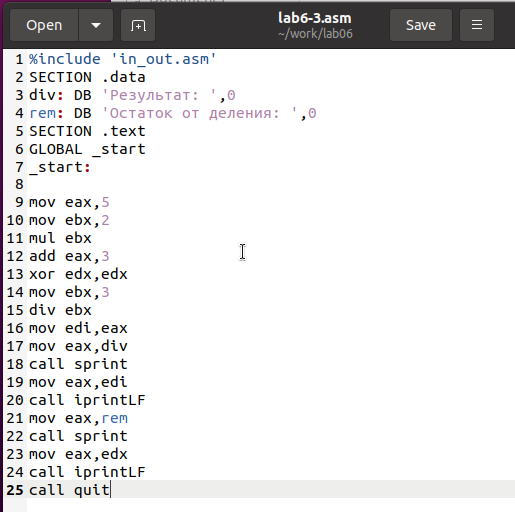 Open
lab6-3.asm
~/work/lab06
Save
1 %include 'in_out.asm'
2 SECTION .data
3 div: DB 'Результат: ',0
4 rem: DB 'Остаток от деления: ',0
5 SECTION .text
6 GLOBAL _start
7 _start:
8
9 mov eax,5
10 mov ebx,2
11 mul ebx
12 add eax,3
13 xor edx,edx
14 mov ebx,3
15 div ebx
16 mov edi,eax
17 mov eax,div
18 call sprint
19 mov eax,edi
20 call iprintLF
21 mov eax,rem
22 call sprint
23 mov eax,edx
24 call iprintLF
25 call quit